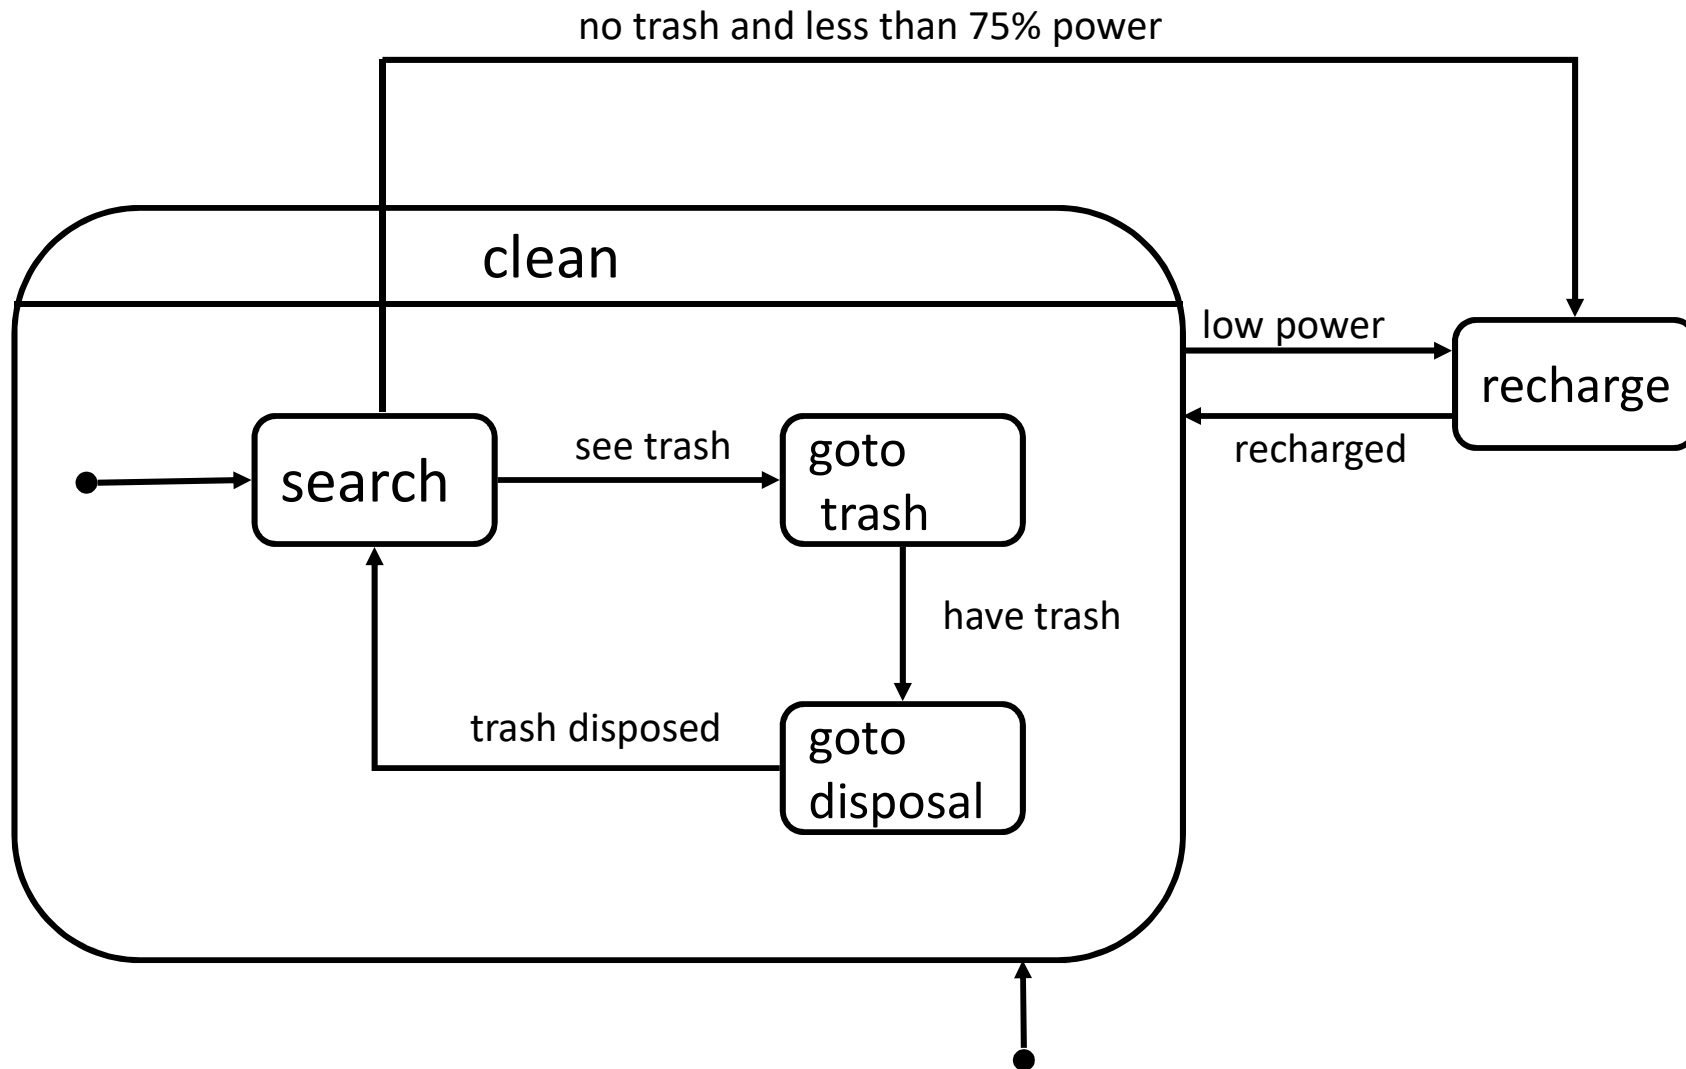 no trash and less than 75% power
clean
low power
recharge
recharged
search
see trash
goto
trash
have trash
trash disposed
goto
disposal